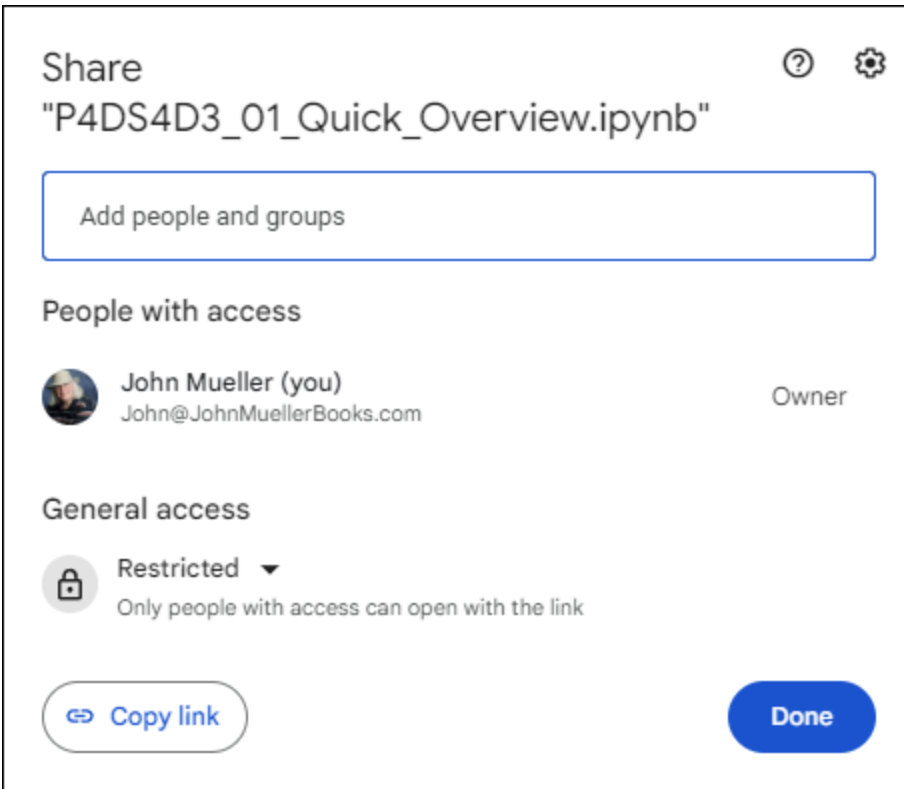 Share
"P4DS4D3_01_Quick_Overview.ipynb"
Add people and groups
People with access
John Mueller (you)
John@JohnMuellerBooks.com
Owner
General access
Restricted
Only people with access can open with the link
Copy link
Done